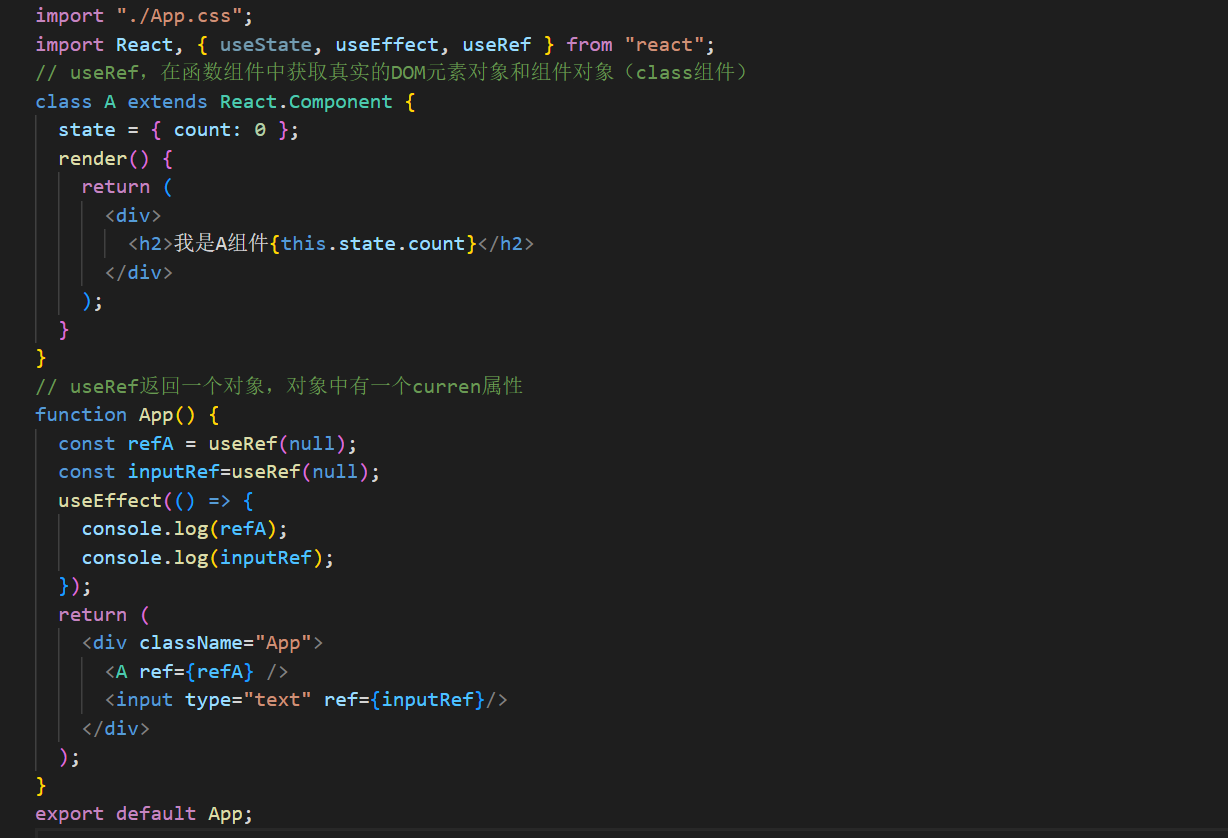 import "./App.css";
import React, { useState, useEffect, useRef } from "react";
// useRef，在函数组件中获取真实的DOM元素对象和组件对象（class组件）
class A extends React.Component {
  state = { count: 0 };
  render() {
    return (
      <div>
        <h2>我是A组件{this.state.count}</h2>
      </div>
    );
  }
}
// useRef返回一个对象，对象中有一个curren属性
function App() {
  const refA = useRef(null);
  const inputRef=useRef(null);
  useEffect(() => {
    console.log(refA);
    console.log(inputRef);
  });
  return (
    <div className="App">
      <A ref={refA} />
      <input type="text" ref={inputRef}/>
    </div>
  );
}
export default App;